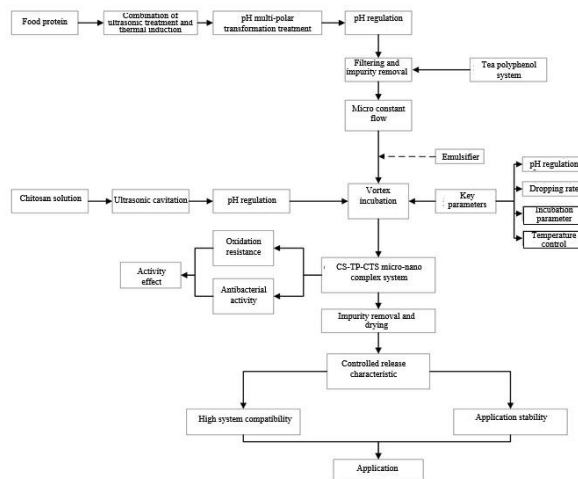 Food protein
Combination of
ultrasonic treatment and
thermal induction
pH multi-polar
transformation treatment
pH regulation
Filtering and
impurity removal
Tea polyphenol
system
Micro constant
flow
Emulsifier
Chitosan solution
Ultrasonic cavitation
pH regulation
Vortex
incubation
Key
parameters
pH regulation
Dropping rate
Incubation
parameter
Temperature
control
Oxidation
resistance
Activity
effect
Antibacterial
activity
CS-TP-CTS micro-nano
complex system
Impurity removal and
drying
Controlled release
characteristic
High system compatibility
Application stability
Application